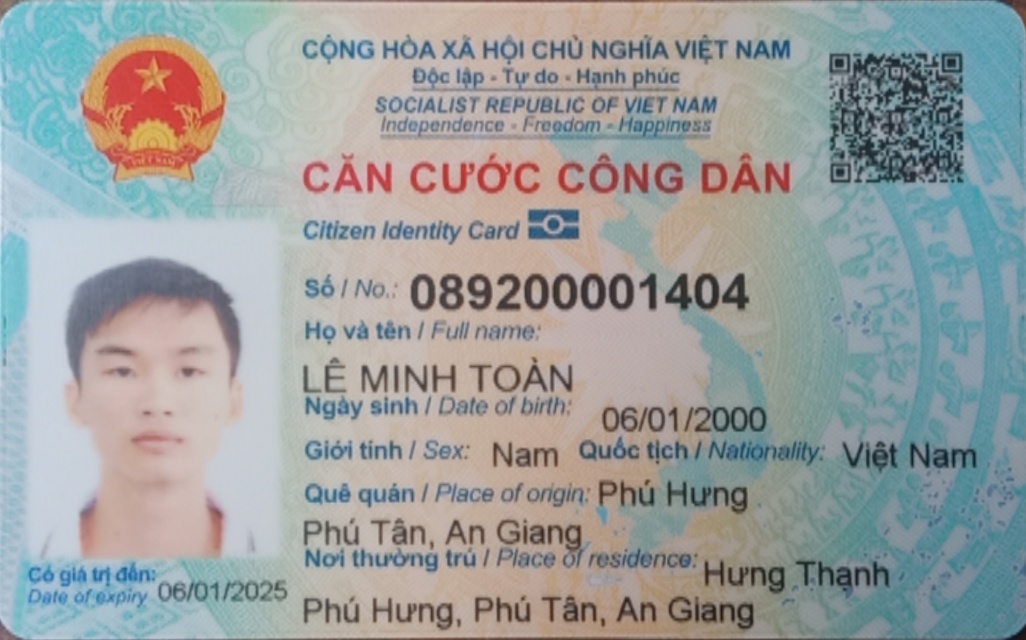 CỘNG HÒA XÃ HỘI CHỦ NGHĨA VIỆT NAM
Độc lập - Tự do - Hạnh phúc
SOCIALIST REPUBLIC OF VIET NAM
Independence - Freedom - Happiness
CĂN CƯỚC CÔNG DÂN
Citizen Identity Card
Số / No.: 089200001404
Họ và tên / Full name:
LÊ MINH TOÀN
Ngày sinh / Date of birth: 06/01/2000
Giới tính / Sex: Nam Quốc tịch / Nationality: Việt Nam
Quê quán / Place of origin: Phú Hưng
Phú Tân, An Giang
Nơi thường trú / Place of residence: Hưng Thạnh
Phú Hưng, Phú Tân, An Giang
Có giá trị đến: 06/01/2025
Date of expiry
VIỆT NAM